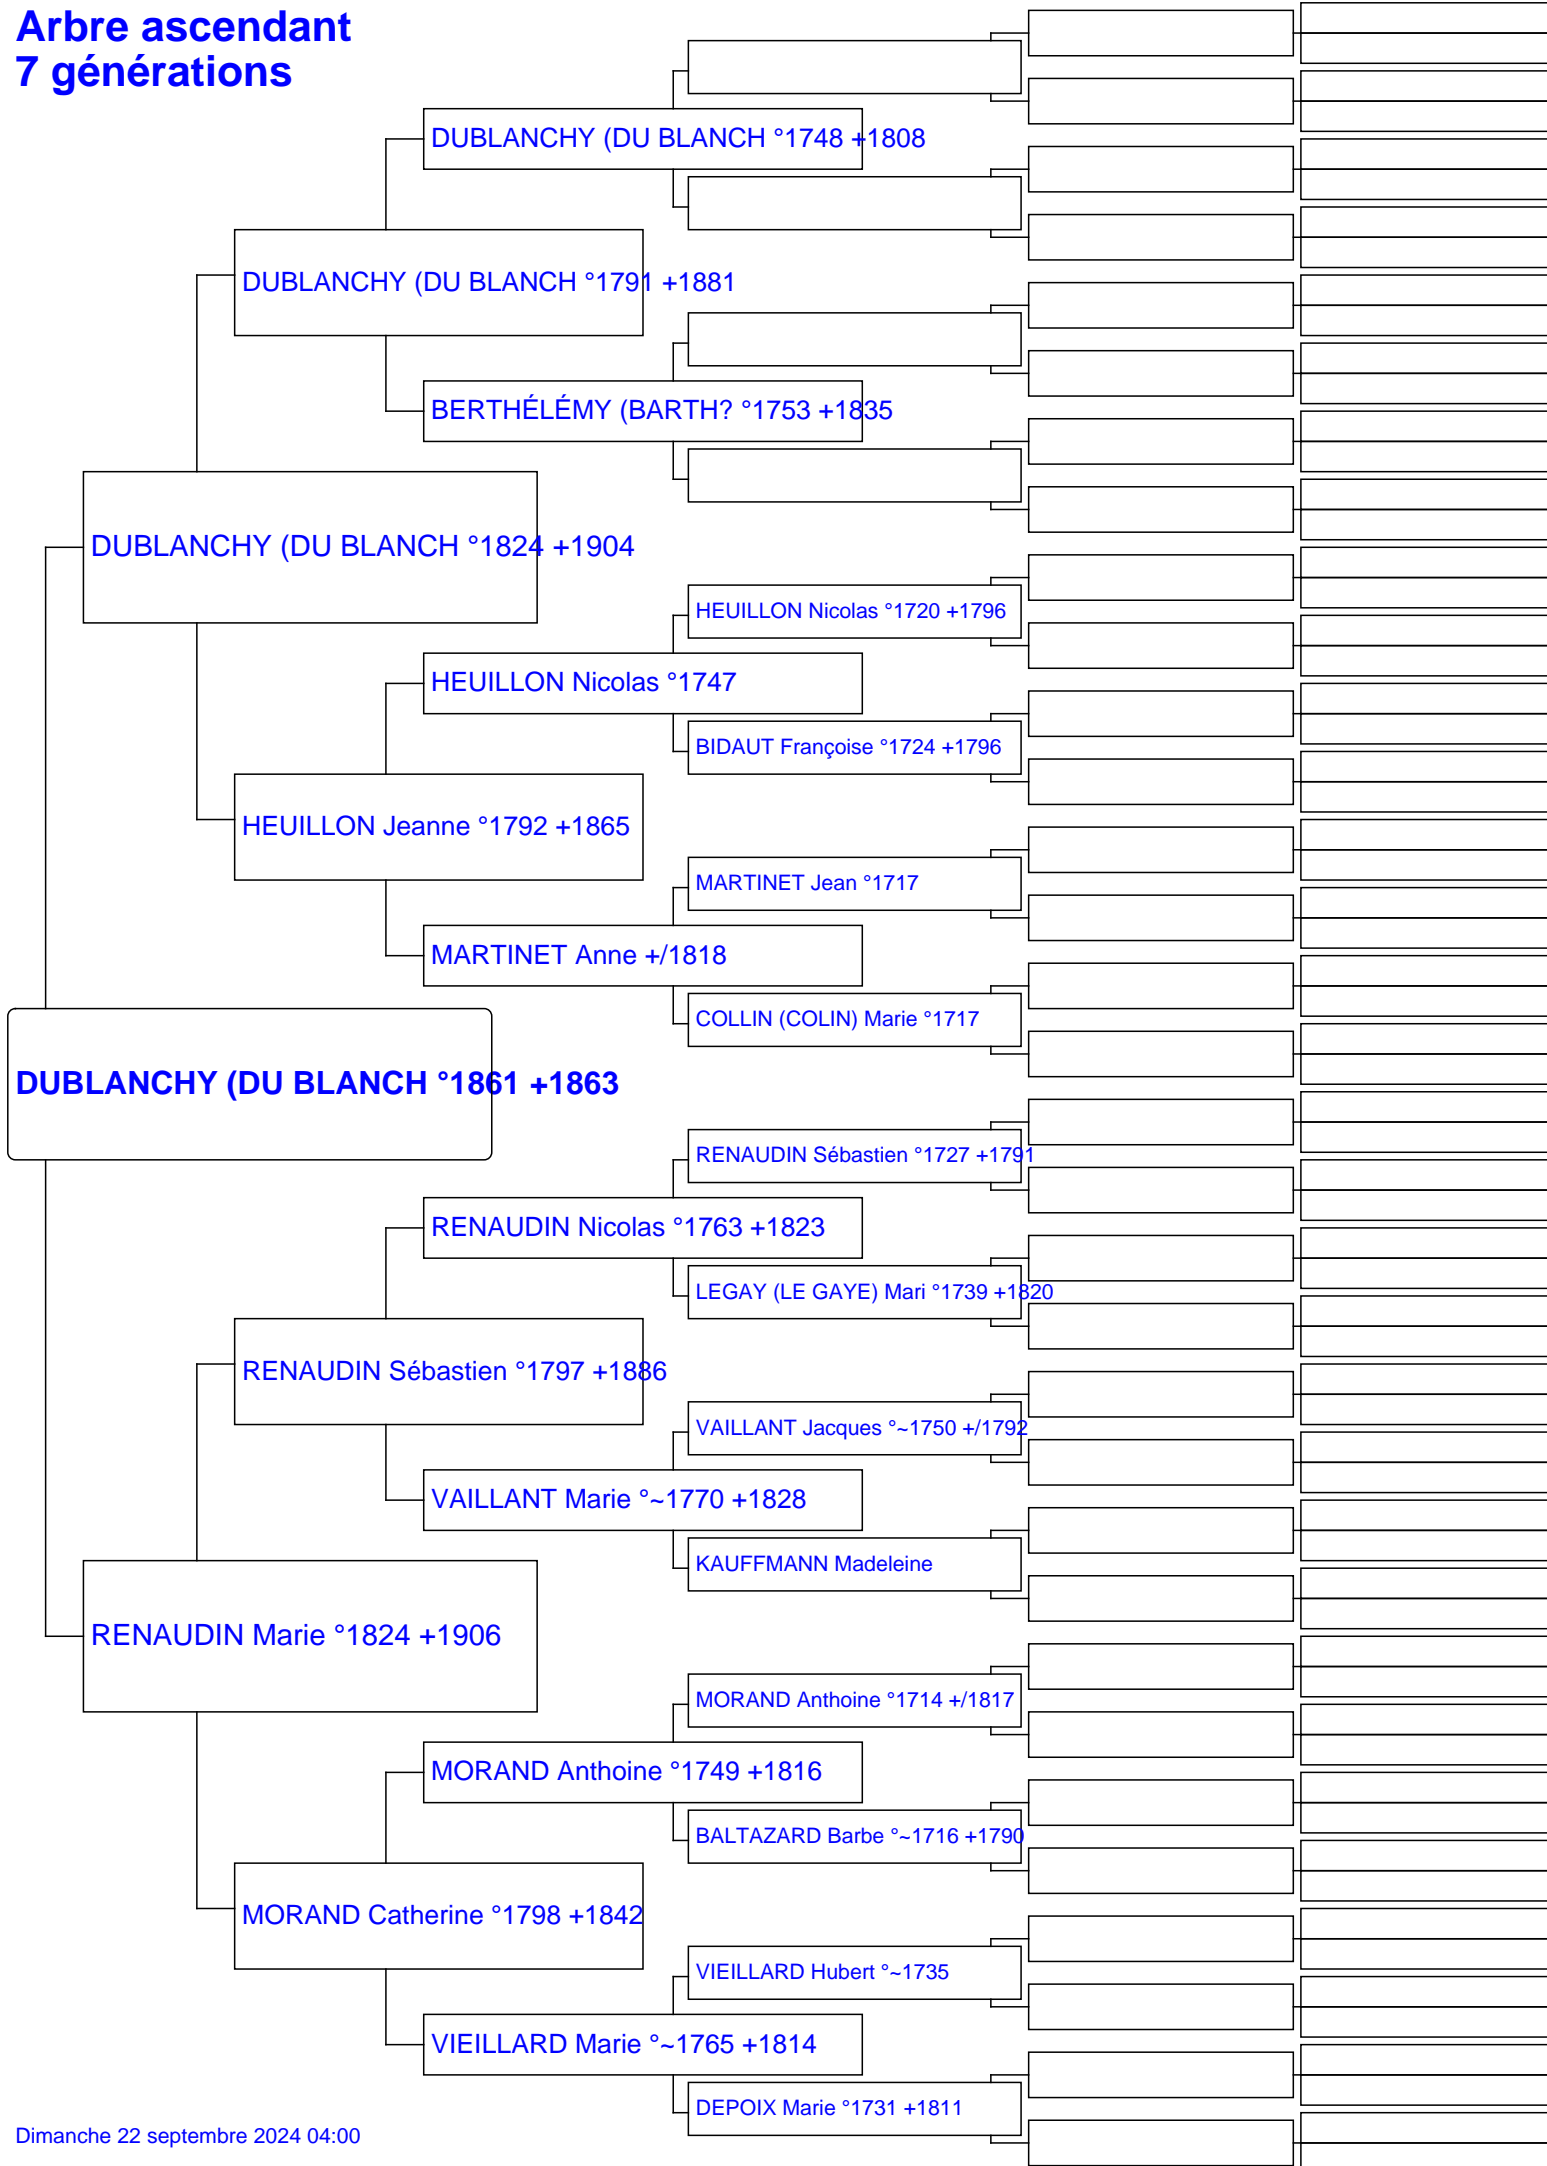 Arbre ascendant
7 générations
DUBLANCHY (DU BLANCH °1748 +1808
DUBLANCHY (DU BLANCH °1791 +1881
BERTHÉLÉMY (BARTH? °1753 +1835
DUBLANCHY (DU BLANCH °1824 +1904
HEUILLON Nicolas °1720 +1796
HEUILLON Nicolas °1747
BIDAUT Françoise °1724 +1796
HEUILLON Jeanne °1792 +1865
MARTINET Jean °1717
MARTINET Anne +/1818
COLLIN (COLIN) Marie °1717
DUBLANCHY (DU BLANCH °1861 +1863
RENAUDIN Sébastien °1727 +1791
RENAUDIN Nicolas °1763 +1823
LEGAY (LE GAYE) Mari °1739 +1820
RENAUDIN Sébastien °1797 +1886
VAILLANT Jacques °~1750 +/1792
VAILLANT Marie °~1770 +1828
KAUFFMANN Madeleine
RENAUDIN Marie °1824 +1906
MORAND Anthoine °1714 +/1817
MORAND Anthoine °1749 +1816
BALTAZARD Barbe °~1716 +1790
MORAND Catherine °1798 +1842
VIEILLARD Hubert °~1735
VIEILLARD Marie °~1765 +1814
DEPOIX Marie °1731 +1811
Dimanche 22 septembre 2024 04:00